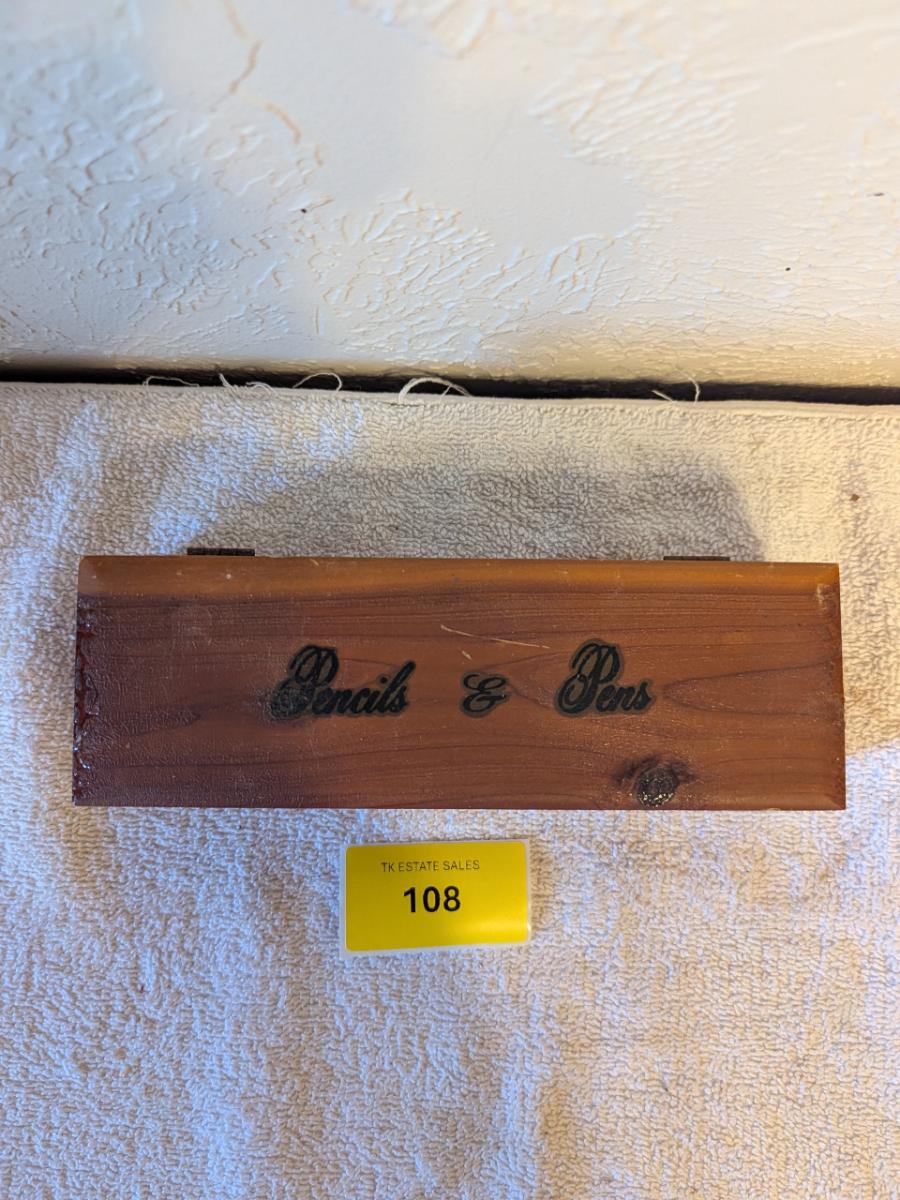 Pencils & Pens
TK ESTATE SALES
108